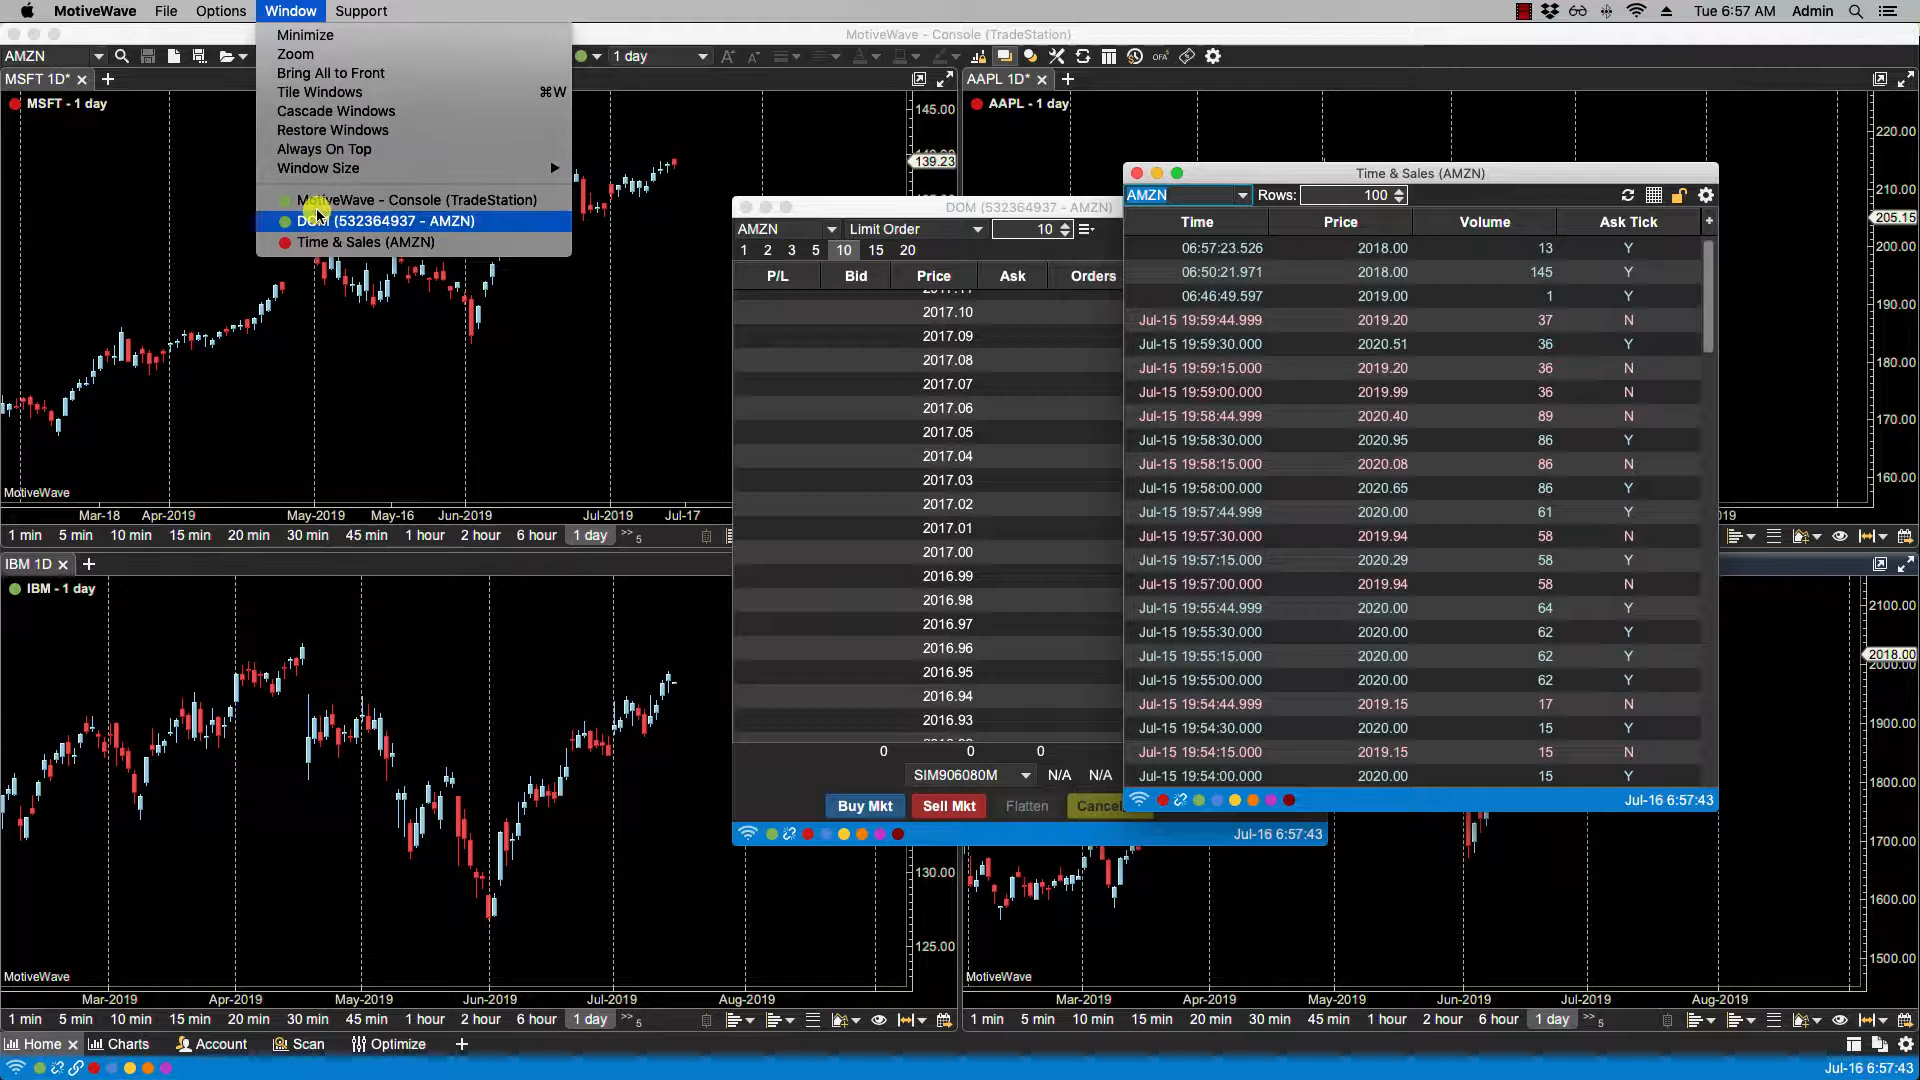 MotiveWave File Options Window Support
Tue 6:57 AM Admin
Minimize
Zoom
Bring All to Front
Tile Windows ⌘W
Cascade Windows
Restore Windows
Always On Top
Window Size
MotiveWave - Console (TradeStation)
DOM (532364937 - AMZN)
Time & Sales (AMZN)
MotiveWave - Console (TradeStation)
AMZN
1 day
MSFT 1D*
MSFT - 1 day
145.00
139.23
MotiveWave
Mar-18 Apr-2019 May-2019 May-16 Jun-2019 Jul-2019 Jul-17
1 min 5 min 10 min 15 min 20 min 30 min 45 min 1 hour 2 hour 6 hour 1 day >> 5
AAPL 1D*
AAPL - 1 day
220.00
210.00
205.15
200.00
190.00
180.00
170.00
160.00
DOM (532364937 - AMZN)
AMZN Limit Order 10
1 2 3 5 10 15 20
P/L Bid Price Ask Orders
2017.10
2017.09
2017.08
2017.07
2017.06
2017.05
2017.04
2017.03
2017.02
2017.01
2017.00
2016.99
2016.98
2016.97
2016.96
2016.95
2016.94
2016.93
0 0 0
SIM906080M N/A N/A
Buy Mkt Sell Mkt Flatten Cancel
Jul-16 6:57:43
Time & Sales (AMZN)
AMZN Rows: 100
Time Price Volume Ask Tick
06:57:23.526 2018.00 13 Y
06:50:21.971 2018.00 145 Y
06:46:49.597 2019.00 1 Y
Jul-15 19:59:44.999 2019.20 37 N
Jul-15 19:59:30.000 2020.51 36 Y
Jul-15 19:59:15.000 2019.20 36 N
Jul-15 19:59:00.000 2019.99 36 N
Jul-15 19:58:44.999 2020.40 89 N
Jul-15 19:58:30.000 2020.95 86 Y
Jul-15 19:58:15.000 2020.08 86 N
Jul-15 19:58:00.000 2020.65 86 Y
Jul-15 19:57:44.999 2020.00 61 Y
Jul-15 19:57:30.000 2019.94 58 N
Jul-15 19:57:15.000 2020.29 58 Y
Jul-15 19:57:00.000 2019.94 58 N
Jul-15 19:55:44.999 2020.00 64 Y
Jul-15 19:55:30.000 2020.00 62 Y
Jul-15 19:55:15.000 2020.00 62 Y
Jul-15 19:55:00.000 2020.00 62 Y
Jul-15 19:54:44.999 2019.15 17 N
Jul-15 19:54:30.000 2020.00 15 Y
Jul-15 19:54:15.000 2019.15 15 N
Jul-15 19:54:00.000 2020.00 15 Y
Jul-16 6:57:43
IBM 1D
IBM - 1 day
130.00
125.00
MotiveWave
Mar-2019 Apr-2019 May-2019 Jun-2019 Jul-2019 Aug-2019
1 min 5 min 10 min 15 min 20 min 30 min 45 min 1 hour 2 hour 6 hour 1 day >> 5
2100.00
2018.00
1900.00
1800.00
1700.00
1600.00
1500.00
MotiveWave
Mar-2019 Apr-2019 May-2019 Jun-2019 Jul-2019 Aug-2019
1 min 5 min 10 min 15 min 20 min 30 min 45 min 1 hour 2 hour 6 hour 1 day >> 5
Home Charts Account Scan Optimize
Jul-16 6:57:43